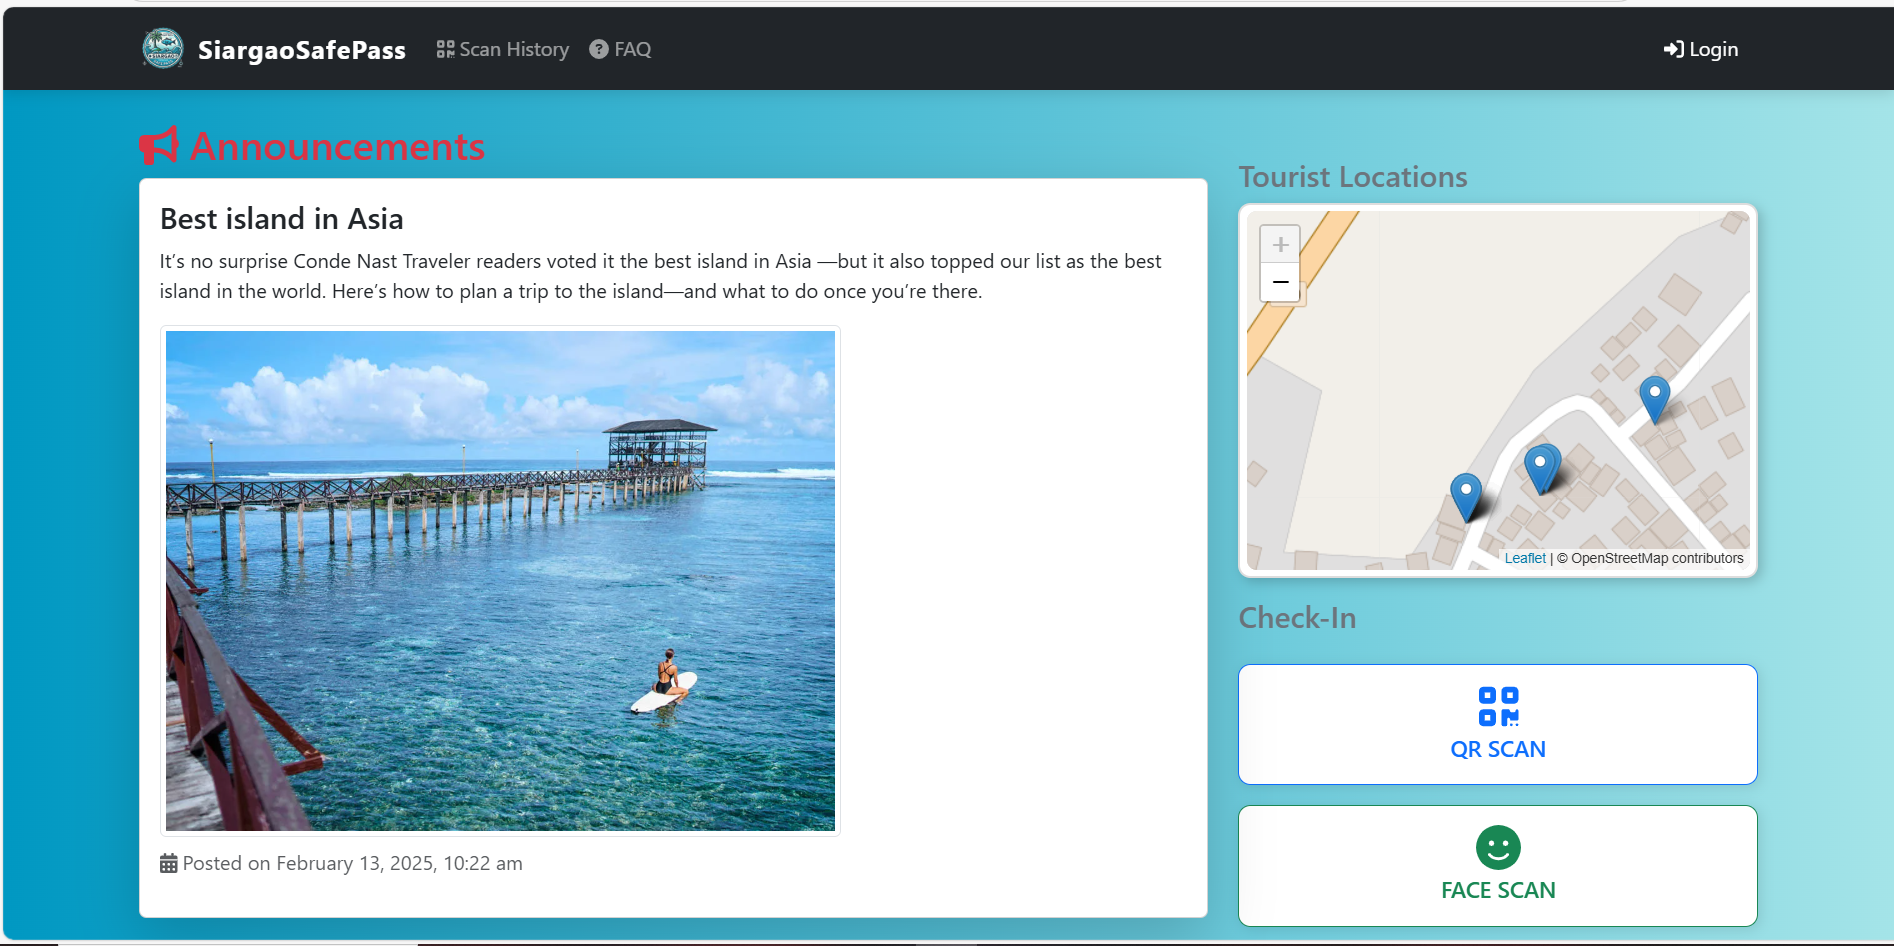 SiargaoSafePass
Scan History
FAQ
Login
Announcements
Best island in Asia
It’s no surprise Conde Nast Traveler readers voted it the best island in Asia —but it also topped our list as the best
island in the world. Here’s how to plan a trip to the island—and what to do once you’re there.
Posted on February 13, 2025, 10:22 am
Tourist Locations
+
−
Leaflet | © OpenStreetMap contributors
Check-In
QR SCAN
FACE SCAN